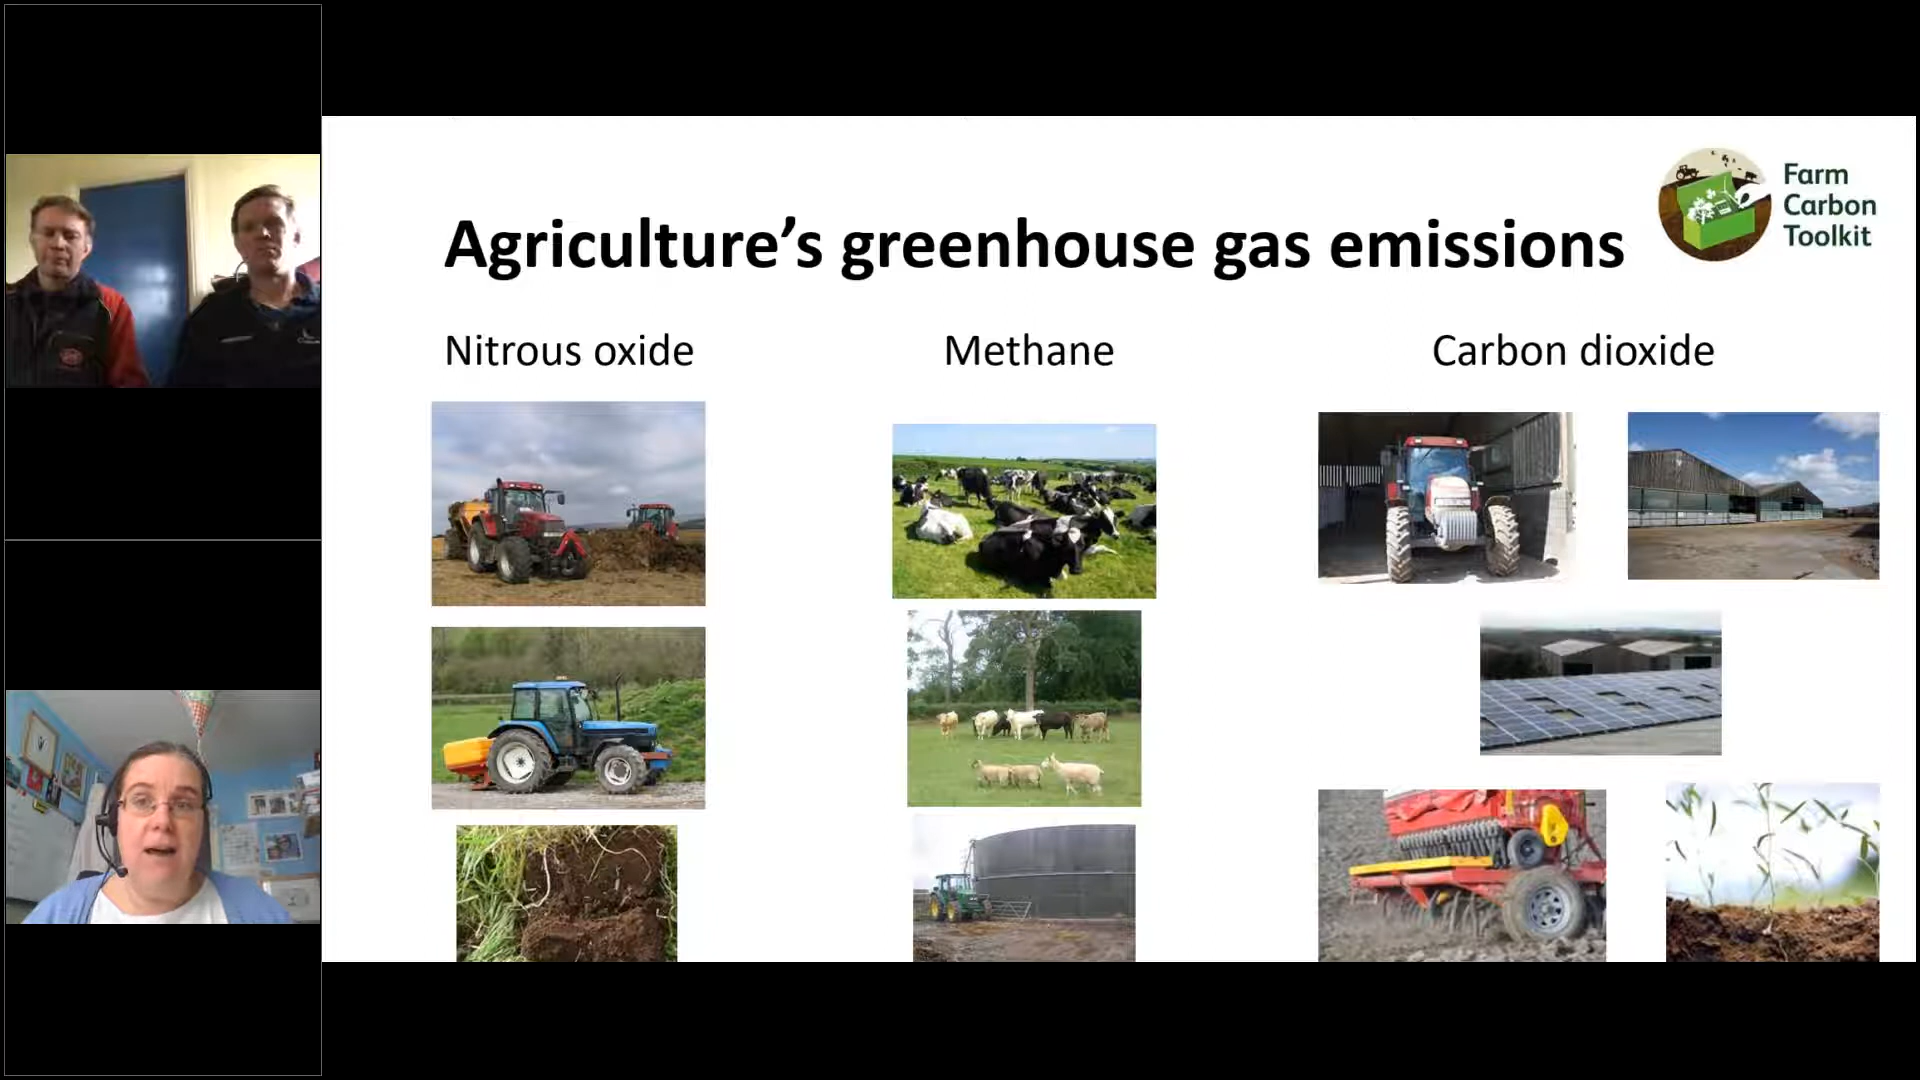 Agriculture’s greenhouse gas emissions
Farm
Carbon
Toolkit
Nitrous oxide
Methane
Carbon dioxide